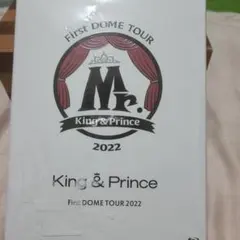 First DOME TOUR
Mr.
King & Prince
2022
King & Prince
First DOME TOUR 2022